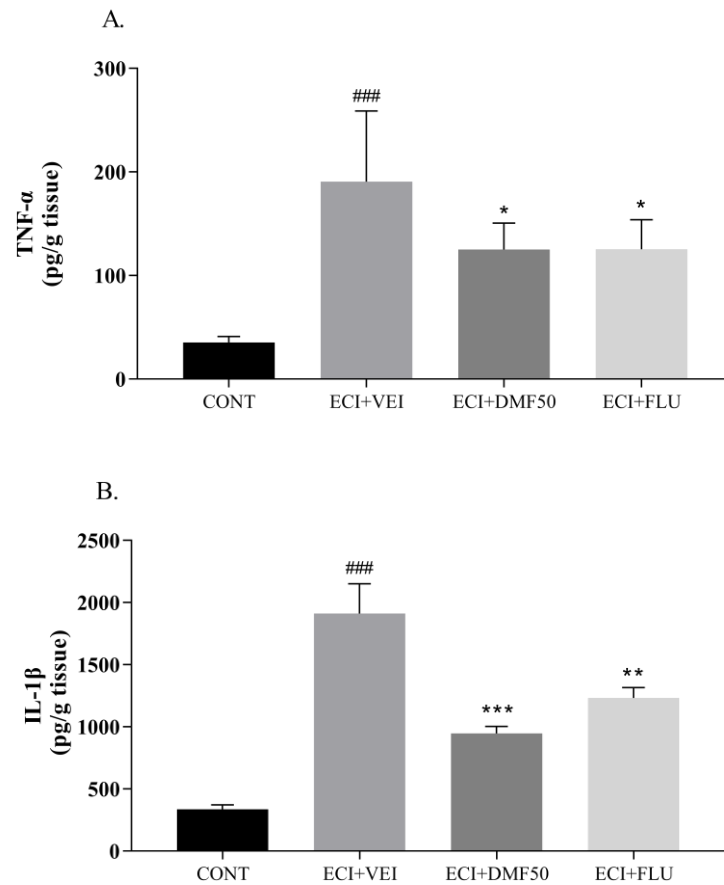 A.
TNF-α
(pg/g tissue)
300
200
100
0
###
*
*
CONT
ECI+VEI
ECI+DMF50
ECI+FLU
B.
IL-1β
(pg/g tissue)
2500
2000
1500
1000
500
0
###
***
**
CONT
ECI+VEI
ECI+DMF50
ECI+FLU